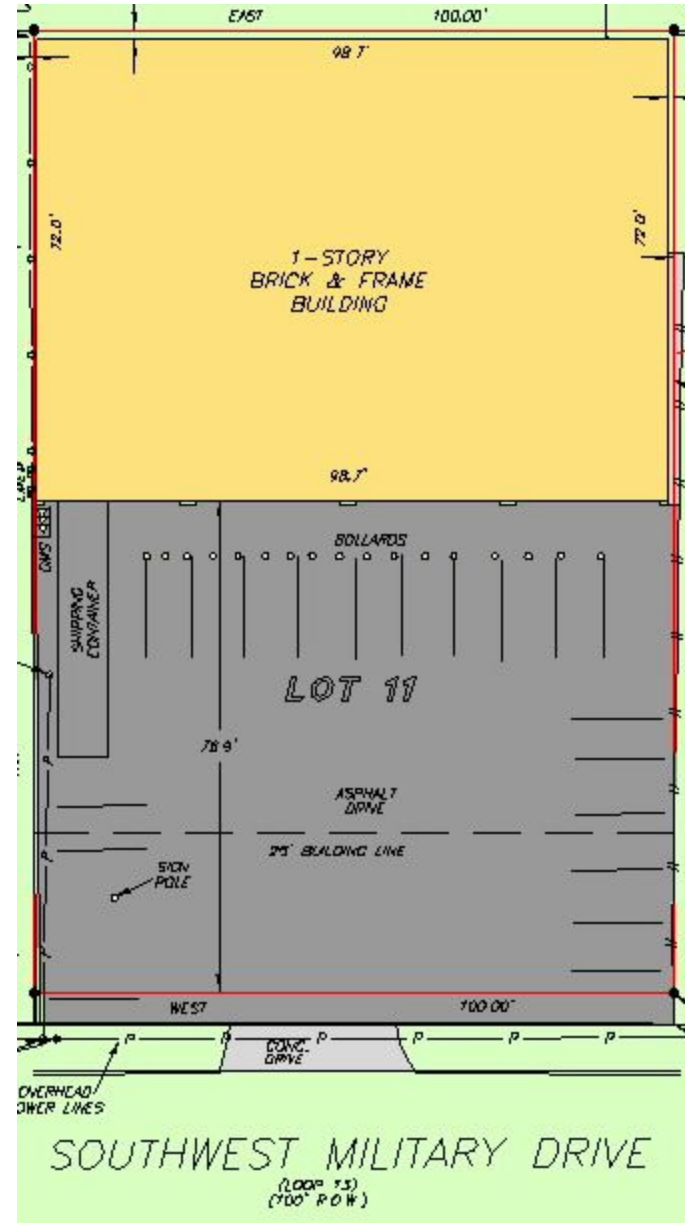 EAST 100.00'
98.7'
72.0'
72.0'
1-STORY
BRICK & FRAME
BUILDING
98.7'
BOLLARDS
SHIPPING
CONTAINER
LOT 11
76.9'
ASPHALT
DRIVE
25' BUILDING LINE
SIGN
POLE
WEST 100.00'
P P P P P P
CONC.
DRIVE
OVERHEAD
POWER LINES
SOUTHWEST MILITARY DRIVE
(LOOP 13)
(100' R.O.W.)